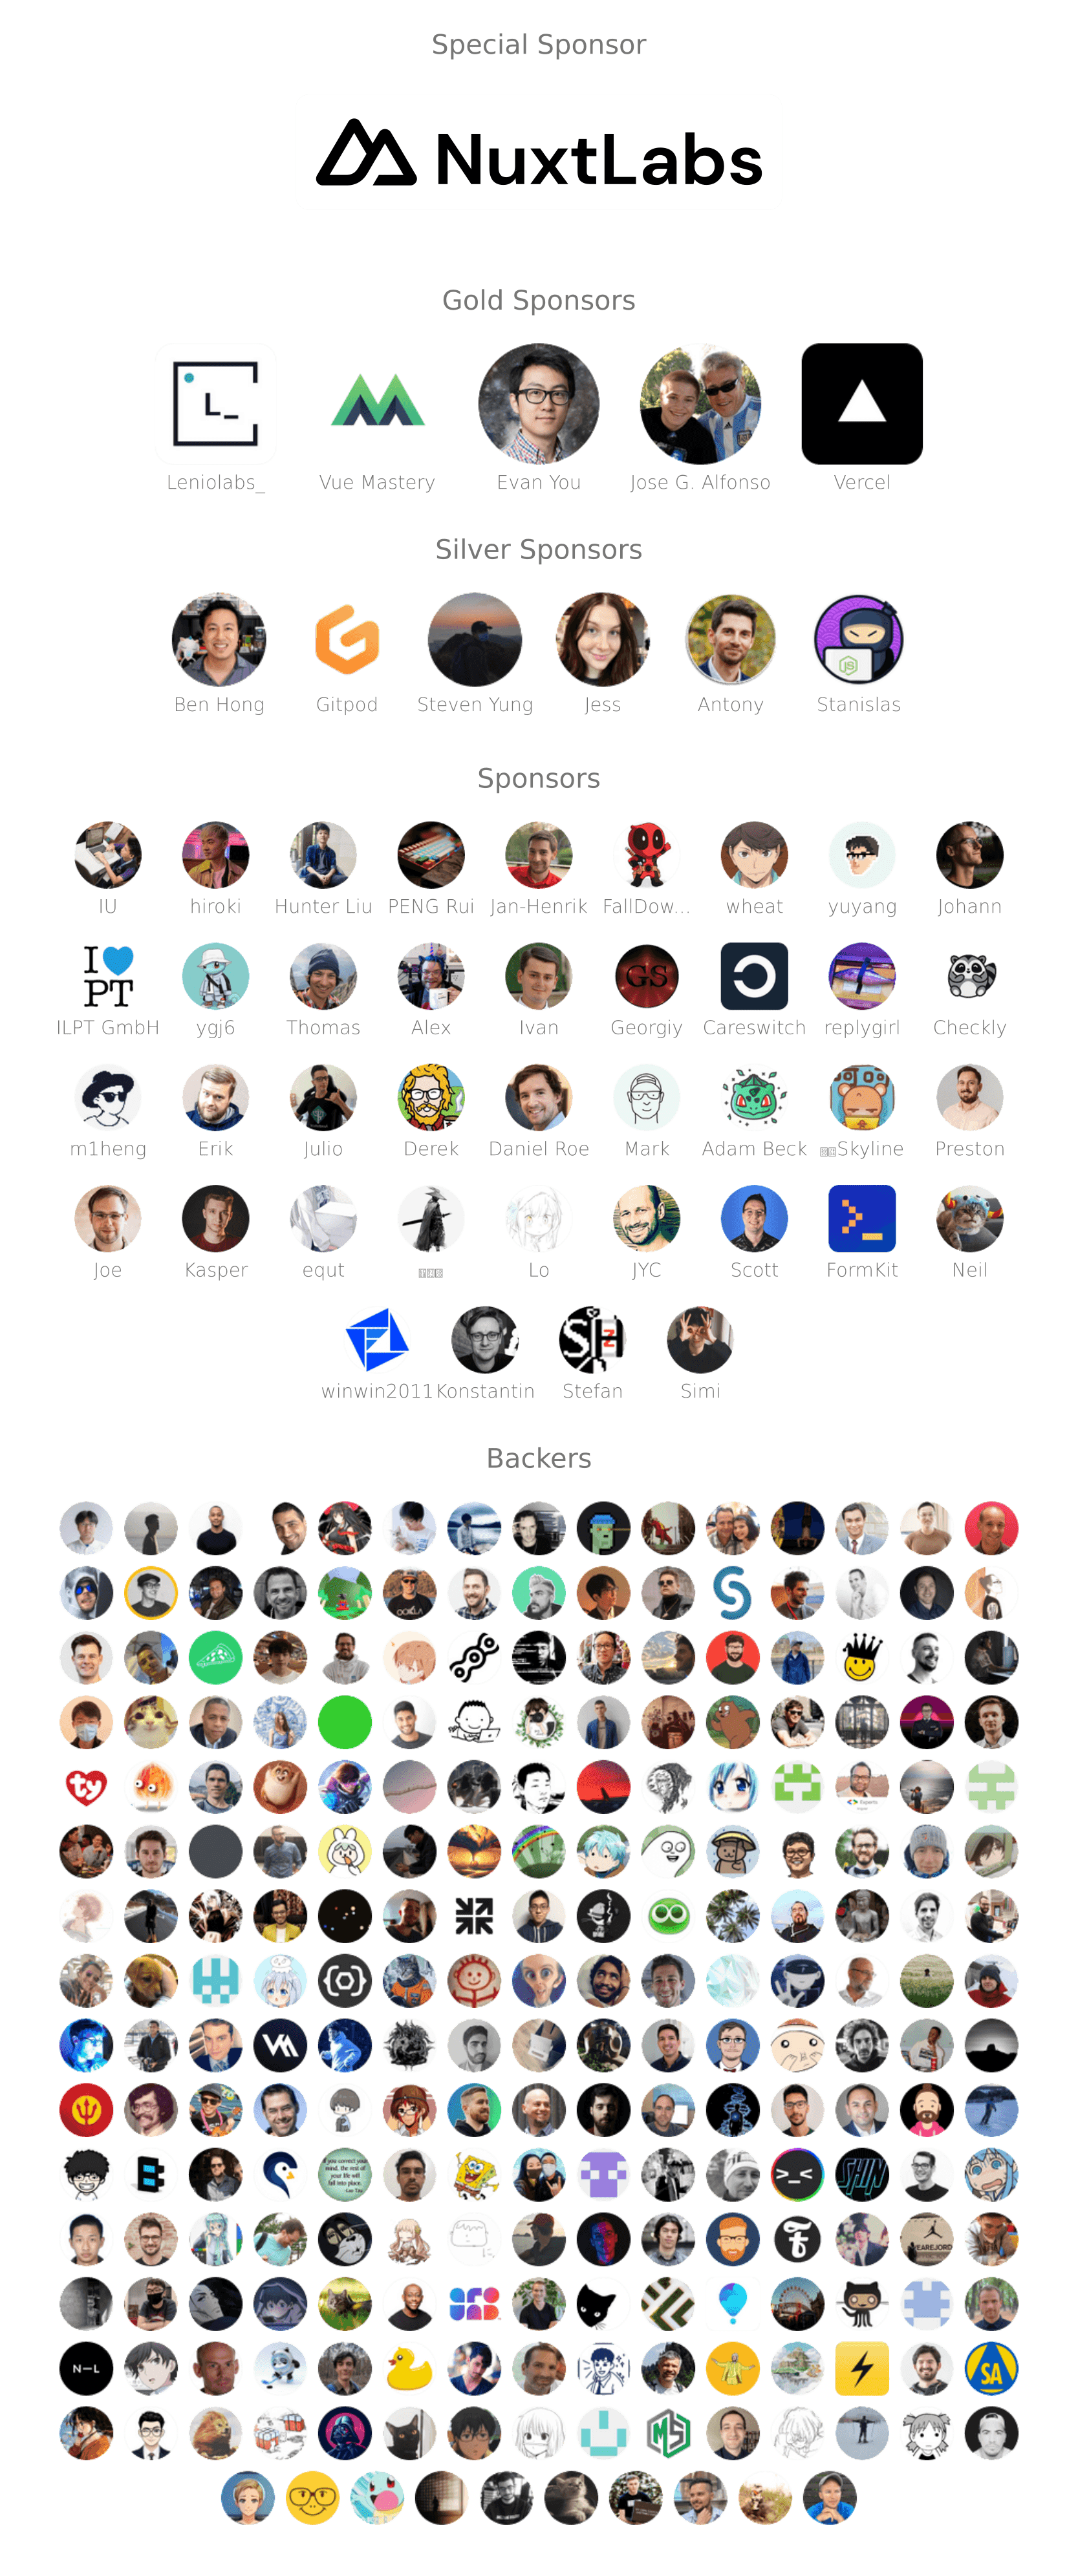 Special Sponsor
NuxtLabs
Gold Sponsors
Leniolabs_ Vue Mastery Evan You Jose G. Alfonso Vercel
Silver Sponsors
Ben Hong Gitpod Steven Yung Jess Antony Stanislas
Sponsors
IU hiroki Hunter Liu PENG Rui Jan-Henrik FallDow... wheat yuyang Johann
I PT
ILPT GmbH ygj6 Thomas Alex Ivan Georgiy Careswitch replygirl Checkly
m1heng Erik Julio Derek Daniel Roe Mark Adam Beck Skyline Preston
Joe Kasper equt Lo JYC Scott FormKit Neil
winwin2011 Konstantin Stefan Simi
Backers